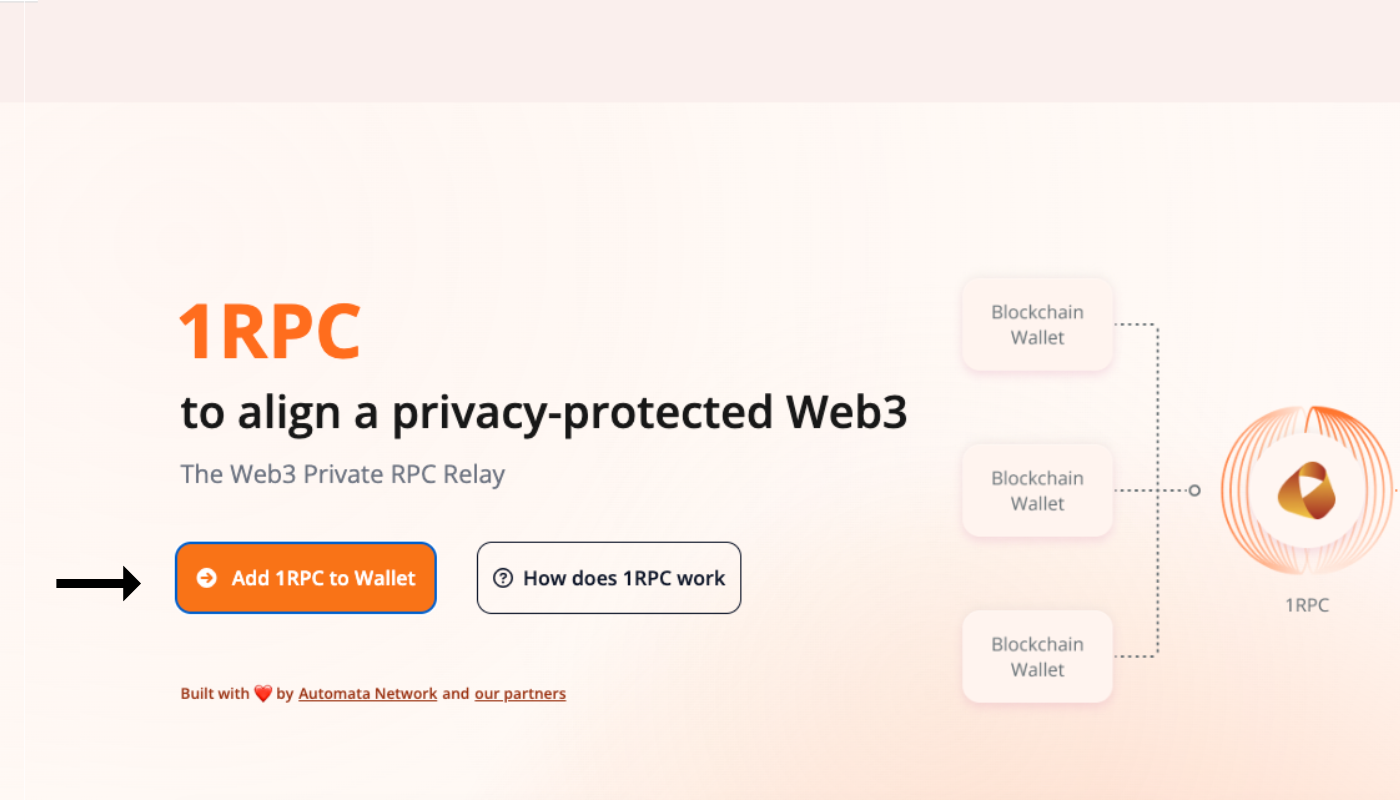 1RPC
to align a privacy-protected Web3
The Web3 Private RPC Relay
Add 1RPC to Wallet
How does 1RPC work
Built with ❤️ by Automata Network and our partners
Blockchain
Wallet
Blockchain
Wallet
Blockchain
Wallet
1RPC